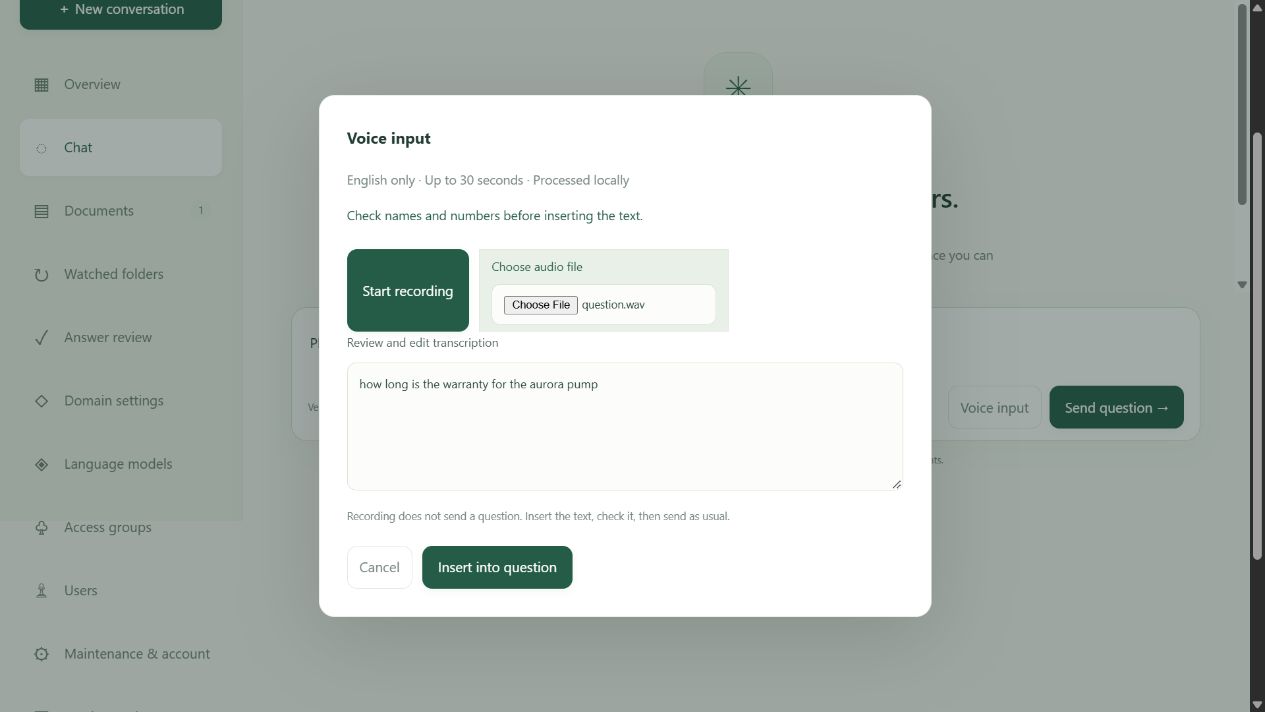 + New conversation
Overview
Chat
Documents 1
Watched folders
Answer review
Domain settings
Language models
Access groups
Users
Maintenance & account
rs.
ce you can
Voice input
English only · Up to 30 seconds · Processed locally
Check names and numbers before inserting the text.
Start recording
Choose audio file
Choose File question.wav
Review and edit transcription
how long is the warranty for the aurora pump
Recording does not send a question. Insert the text, check it, then send as usual.
Cancel
Insert into question
Ve
Voice input
Send question →
nts.